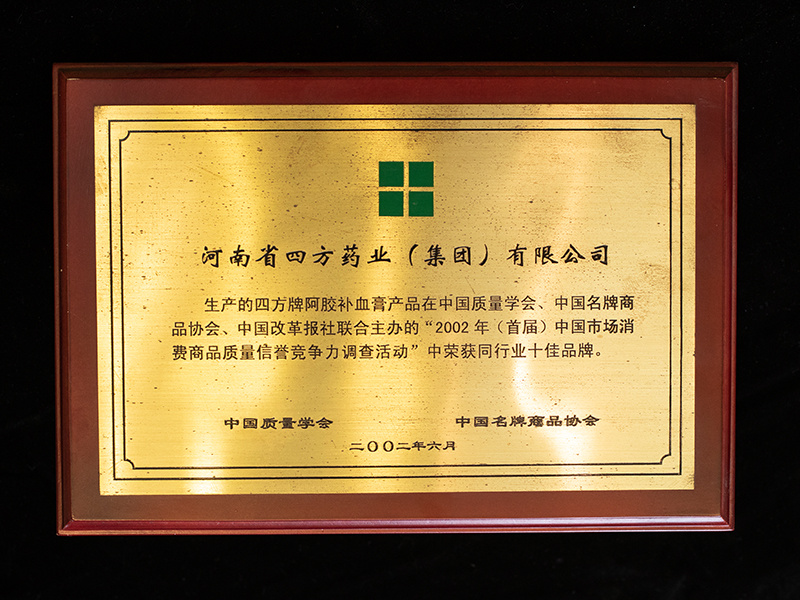 河南省四方药业（集团）有限公司
生产的四方牌阿胶补血膏产品在中国质量学会、中国名牌商
品协会、中国改革报社联合主办的“2002年（首届）中国市场消
费商品质量信誉竞争力调查活动”中荣获同行业十佳品牌。
中国质量学会 中国名牌商品协会
二〇〇二年六月